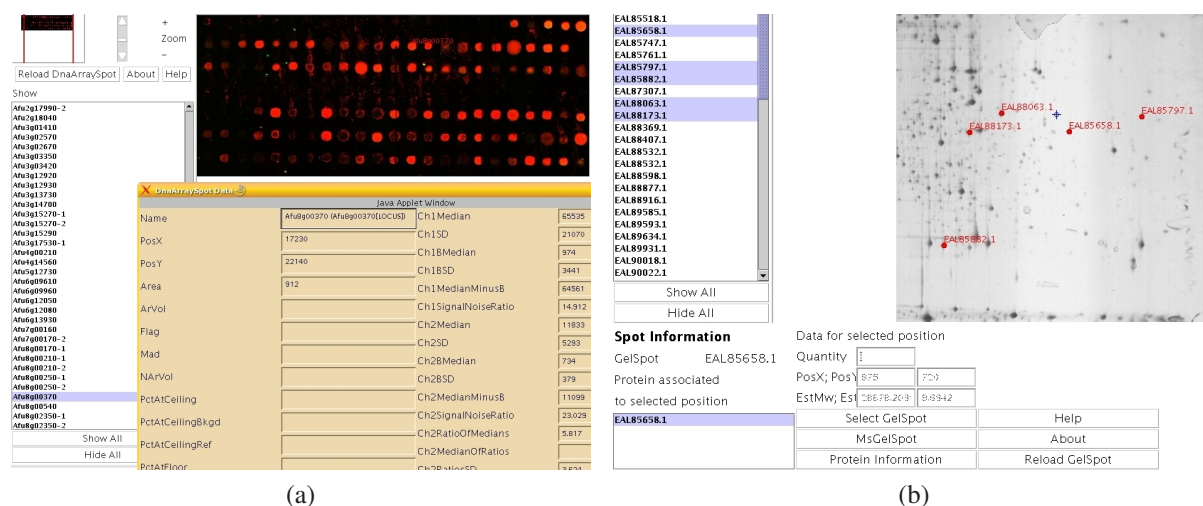 +
Zoom
–
Reload DnaArraySpot About Help
Show
Afu2g17990-2
Afu2g18040
Afu3g01410
Afu3g02570
Afu3g02670
Afu3g03350
Afu3g03420
Afu3g12920
Afu3g12930
Afu3g13730
Afu3g14700
Afu3g15270-1
Afu3g15270-2
Afu3g15290
Afu3g17530-1
Afu4g00210
Afu4g14560
Afu5g12730
Afu6g09610
Afu6g09960
Afu6g12050
Afu6g12080
Afu6g13930
Afu7g00160
Afu7g00170-2
Afu8g00170-1
Afu8g00210-1
Afu8g00210-2
Afu8g00250-1
Afu8g00250-2
Afu8g00370
Afu8g00540
Afu8g02350-1
Afu8g02350-2
Show All
Hide All
Afu8g00370
DnaArraySpot Data
Java Applet Window
Name Afu8g00370 (Afu8g00370[LOCUS]) Ch1Median 65535
Ch1SD 21070
PosX 17230
Ch1BMedian 974
PosY 22140
Ch1BSD 3441
Area 912
Ch1MedianMinusB 64561
ArVol
Ch1SignalNoiseRatio 14.912
Flag
Ch2Median 11833
Ch2SD 5293
Mad
Ch2BMedian 734
NArVol
Ch2BSD 379
PctAtCeiling
Ch2MedianMinusB 11099
PctAtCeilingBkgd
Ch2SignalNoiseRatio 23.029
Ch2RatioOfMedians 5.817
PctAtCeilingRef
Ch2MedianOfRatios
PctAtFloor
Ch2RatiosSD
(a)
EAL85518.1
EAL85658.1
EAL85747.1
EAL85761.1
EAL85797.1
EAL85882.1
EAL87307.1
EAL88063.1
EAL88173.1
EAL88369.1
EAL88407.1
EAL88532.1
EAL88532.1
EAL88598.1
EAL88877.1
EAL88916.1
EAL89585.1
EAL89593.1
EAL89634.1
EAL89931.1
EAL90018.1
EAL90022.1
Show All
Hide All
EAL88063.1
EAL85797.1
EAL88173.1
EAL85658.1
EAL85882.1
Spot Information
GelSpot EAL85658.1
Protein associated
to selected position
EAL85658.1
Data for selected position
Quantity
PosX; PosY
EstMw; Est
Select GelSpot Help
MsGelSpot About
Protein Information Reload GelSpot
(b)